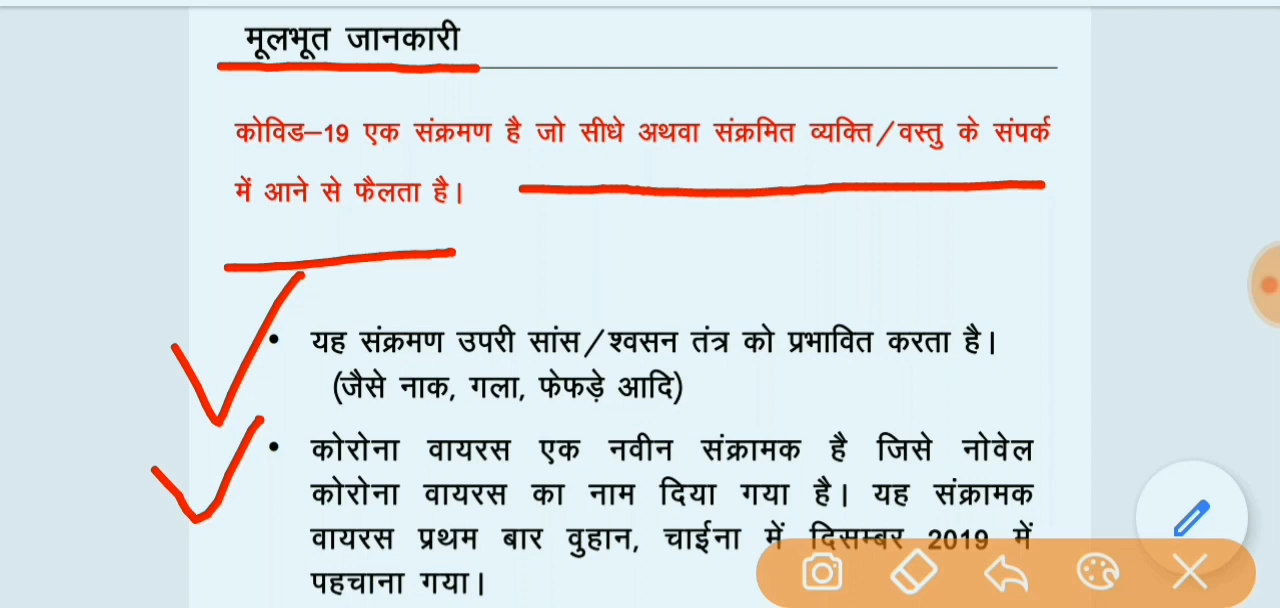 मूलभूत जानकारी
कोविड–19 एक संक्रमण है जो सीधे अथवा संक्रमित व्यक्ति/वस्तु के संपर्क
में आने से फैलता है।
• यह संक्रमण उपरी सांस/श्वसन तंत्र को प्रभावित करता है।
(जैसे नाक, गला, फेफड़े आदि)
• कोरोना वायरस एक नवीन संक्रामक है जिसे नोवेल
कोरोना वायरस का नाम दिया गया है। यह संक्रामक
वायरस प्रथम बार वुहान, चाईना में दिसम्बर 2019 में
पहचाना गया।